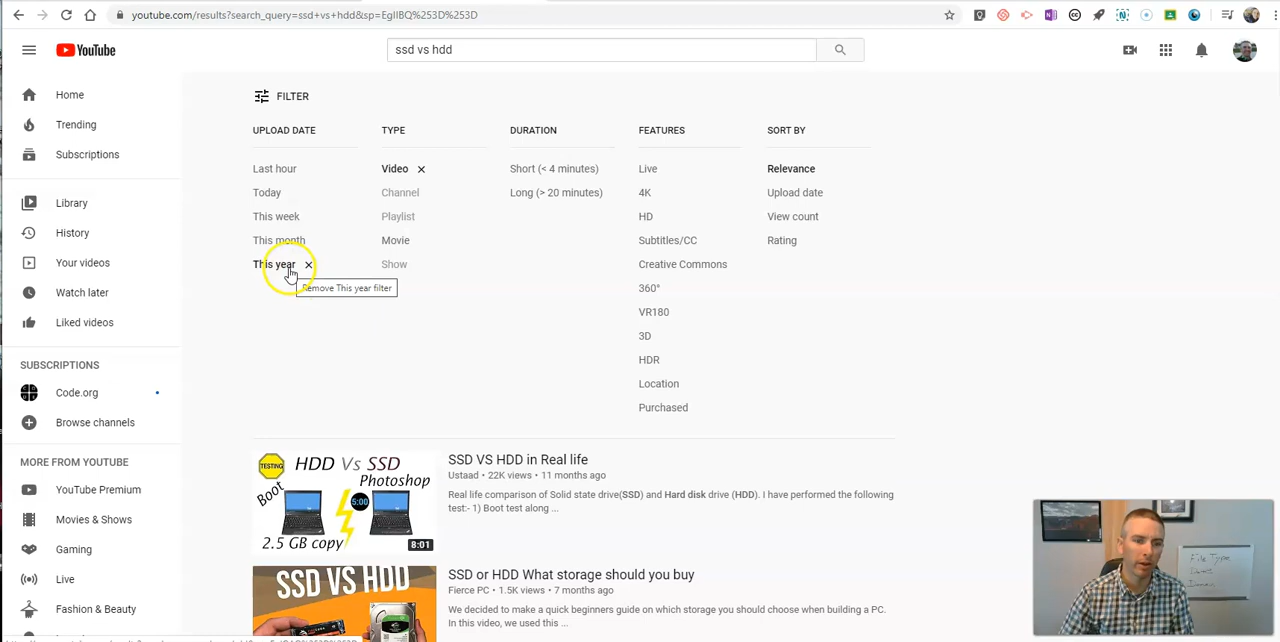 youtube.com/results?search_query=ssd+vs+hdd&sp=EgIIBQ%253D%253D
YouTube
ssd vs hdd
Home
Trending
Subscriptions
Library
History
Your videos
Watch later
Liked videos
SUBSCRIPTIONS
Code.org
Browse channels
MORE FROM YOUTUBE
YouTube Premium
Movies & Shows
Gaming
Live
Fashion & Beauty
FILTER
UPLOAD DATE
Last hour
Today
This week
This month
This year
Remove This year filter
TYPE
Video
Channel
Playlist
Movie
Show
DURATION
Short (< 4 minutes)
Long (> 20 minutes)
FEATURES
Live
4K
HD
Subtitles/CC
Creative Commons
360°
VR180
3D
HDR
Location
Purchased
SORT BY
Relevance
Upload date
View count
Rating
TESTING
HDD Vs SSD
Boot
Photoshop
5:00
2.5 GB copy
8:01
SSD VS HDD in Real life
Ustaad • 22K views • 11 months ago
Real life comparison of Solid state drive(SSD) and Hard disk drive (HDD). I have performed the following
test:- 1) Boot test along ...
SSD VS HDD
SSD or HDD What storage should you buy
Fierce PC • 1.5K views • 7 months ago
We decided to make a quick beginners guide on which storage you should choose when building a PC.
In this video, we used this ...
File Type